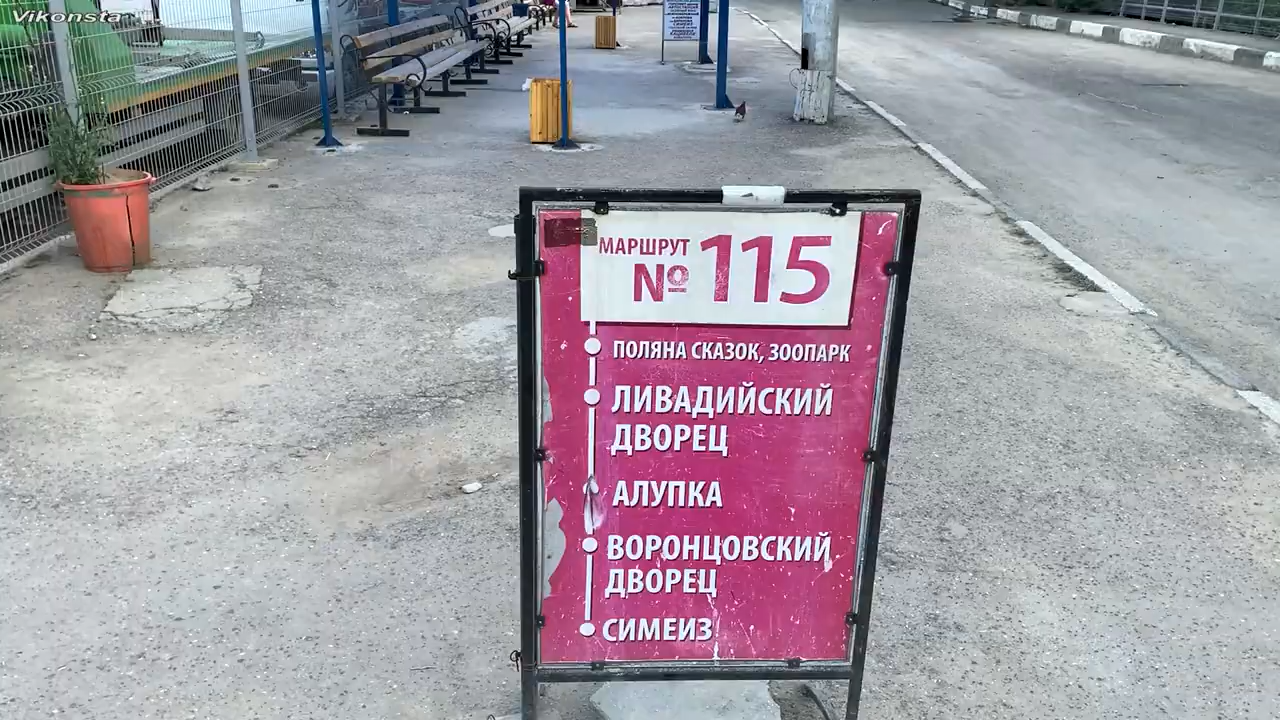 Vikonsta
МАРШРУТ
№ 115
ПОЛЯНА СКАЗОК, ЗООПАРК
ЛИВАДИЙСКИЙ
ДВОРЕЦ
АЛУПКА
ВОРОНЦОВСКИЙ
ДВОРЕЦ
СИМЕИЗ